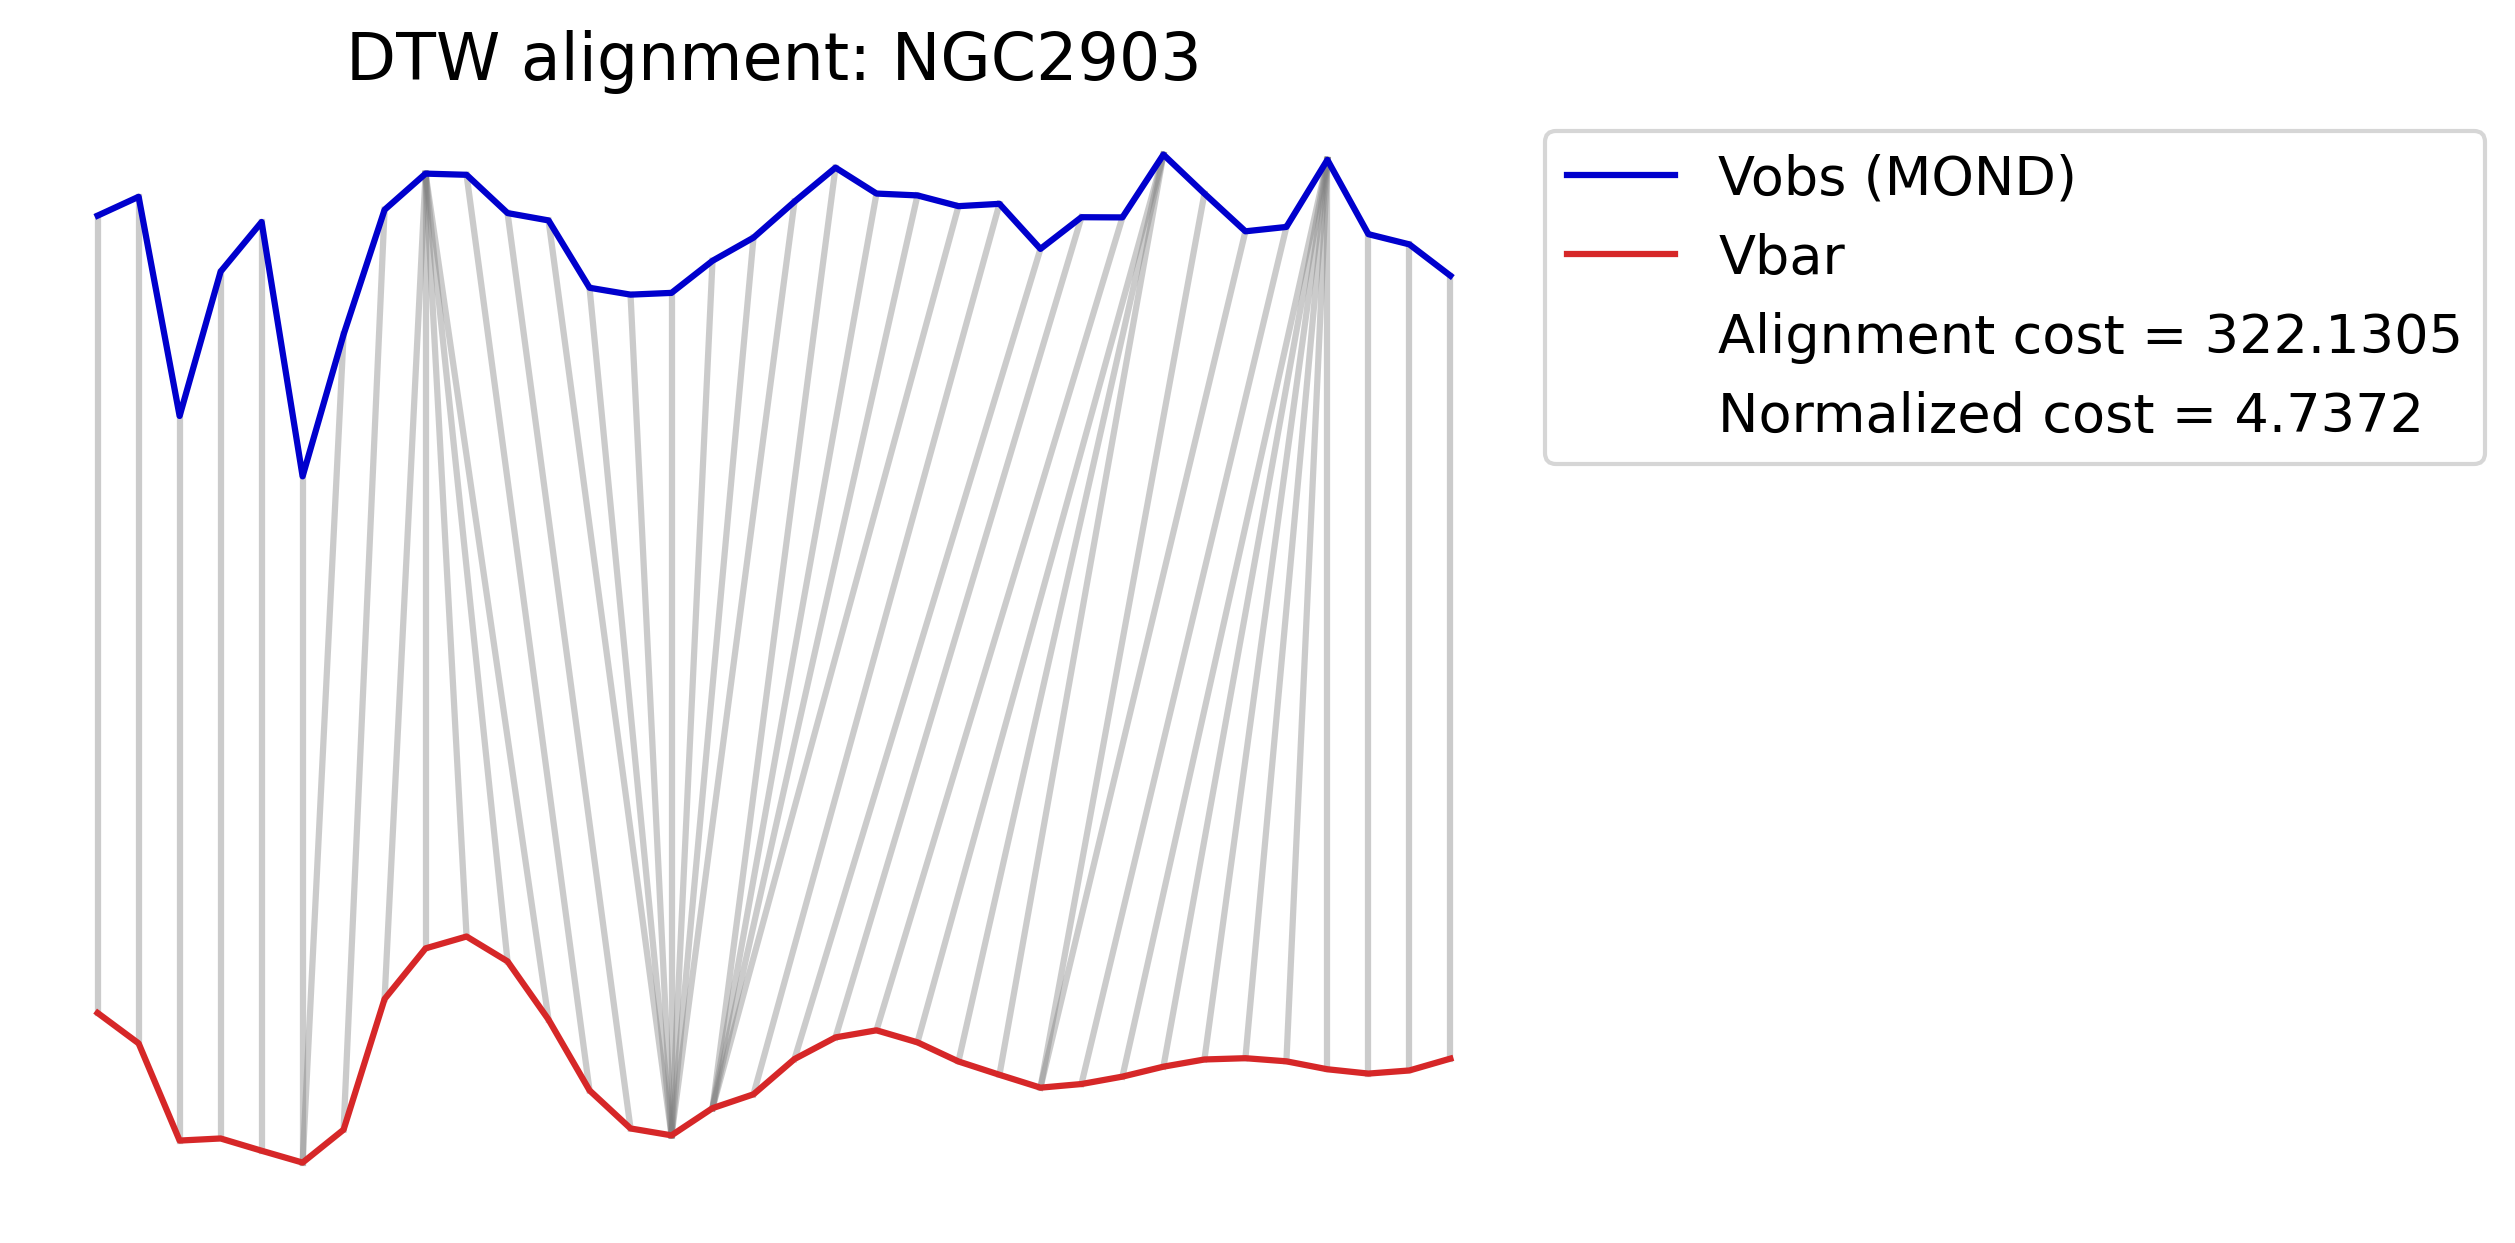 DTW alignment: NGC2903
Vobs (MOND)
Vbar
Alignment cost = 322.1305
Normalized cost = 4.7372